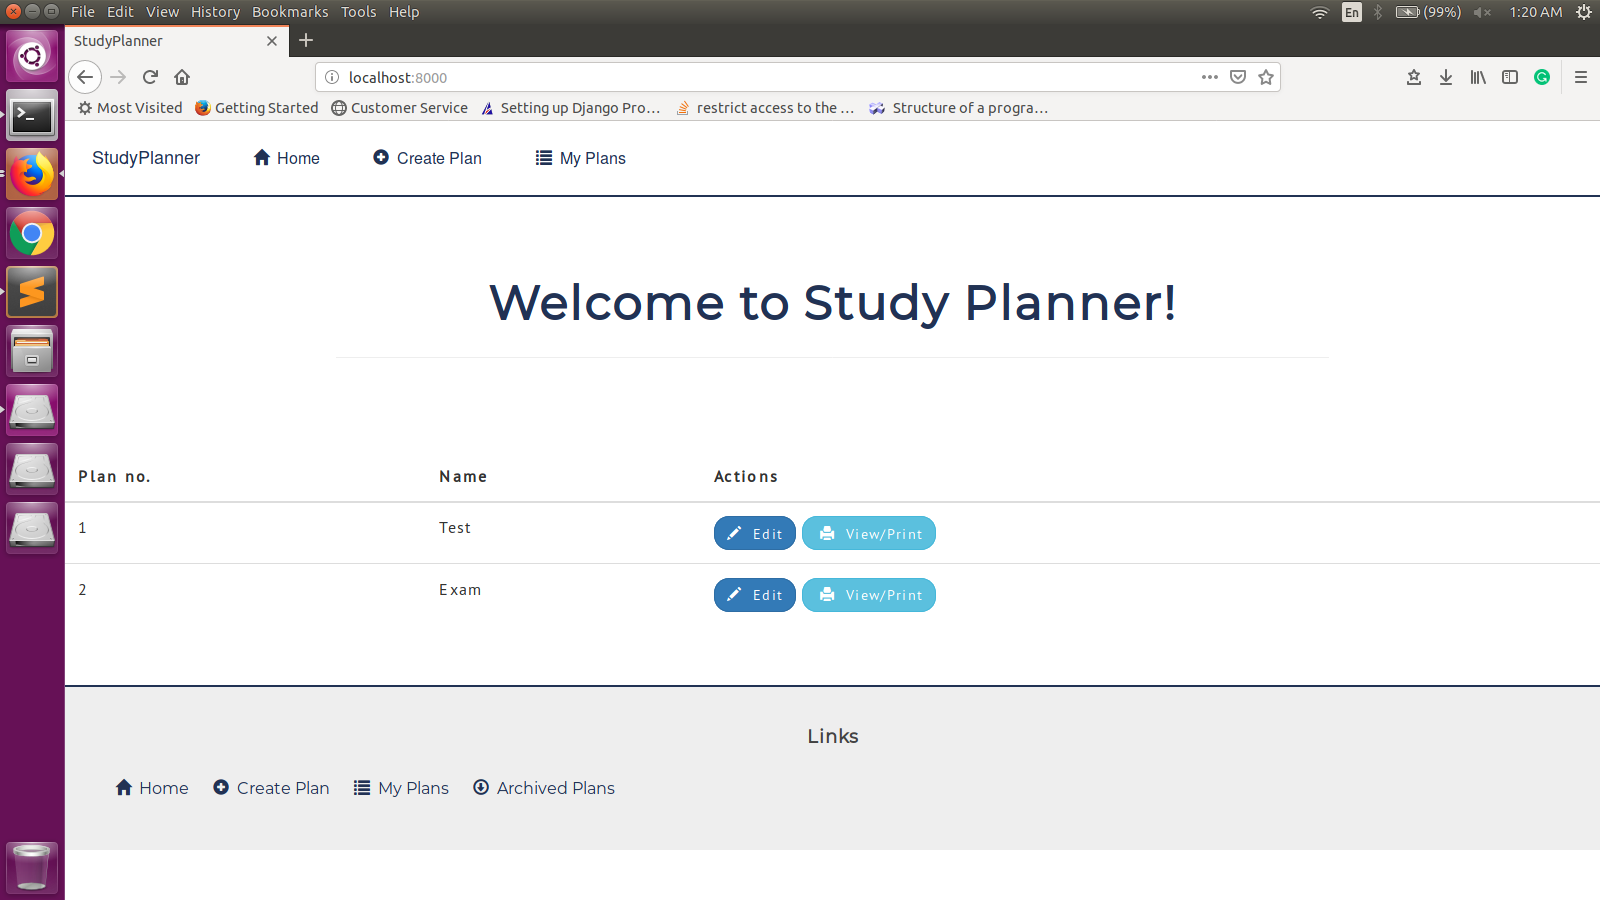 File Edit View History Bookmarks Tools Help
En (99%) 1:20 AM
StudyPlanner
localhost:8000
Most Visited Getting Started Customer Service Setting up Django Pro… restrict access to the … Structure of a progra…
StudyPlanner Home Create Plan My Plans
Welcome to Study Planner!
Plan no. Name Actions
1 Test Edit View/Print
2 Exam Edit View/Print
Links
Home Create Plan My Plans Archived Plans